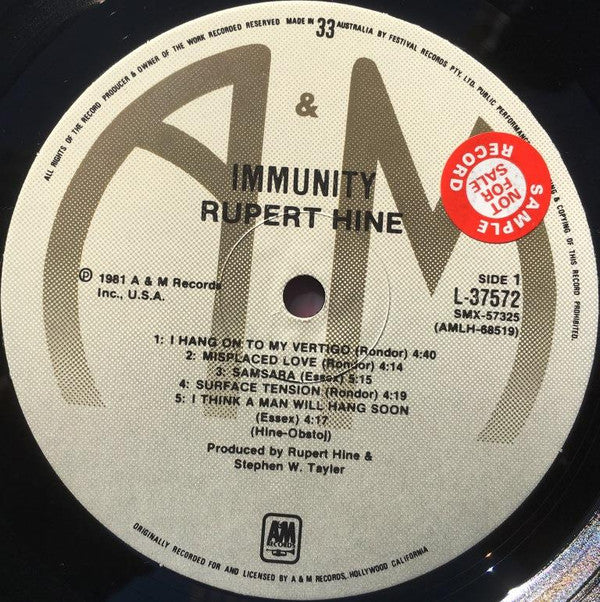 ALL RIGHTS OF THE RECORD PRODUCER & OWNER OF THE WORK RECORDED RESERVED MADE IN 33 AUSTRALIA BY FESTIVAL RECORDS PTY. LTD. PUBLIC PERFORMANCE & COPYING OF THIS RECORD PROHIBITED.
A&M
IMMUNITY
RUPERT HINE
SAMPLE
NOT
FOR
SALE
RECORD
℗ 1981 A & M Records
Inc., U.S.A.
SIDE 1
L-37572
SMX-57325
(AMLH-68519)
1: I HANG ON TO MY VERTIGO (Rondor) 4:40
2: MISPLACED LOVE (Rondor) 4:14
3: SAMSARA (Essex) 5:15
4: SURFACE TENSION (Rondor) 4:19
5: I THINK A MAN WILL HANG SOON
(Essex) 4:17
(Hine-Obstoj)
Produced by Rupert Hine &
Stephen W. Tayler
A&M
RECORDS
ORIGINALLY RECORDED FOR AND LICENSED BY A & M RECORDS, HOLLYWOOD CALIFORNIA